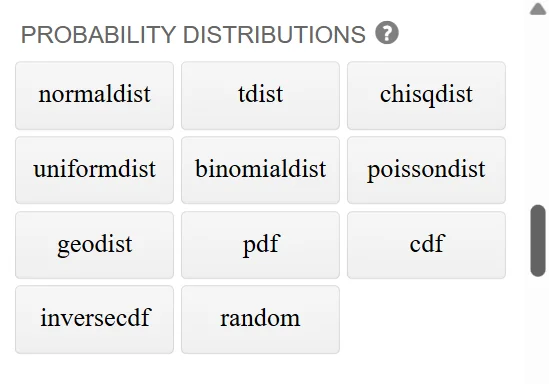 PROBABILITY DISTRIBUTIONS ?
normaldist tdist chisqdist
uniformdist binomialdist poissondist
geodist pdf cdf
inversecdf random